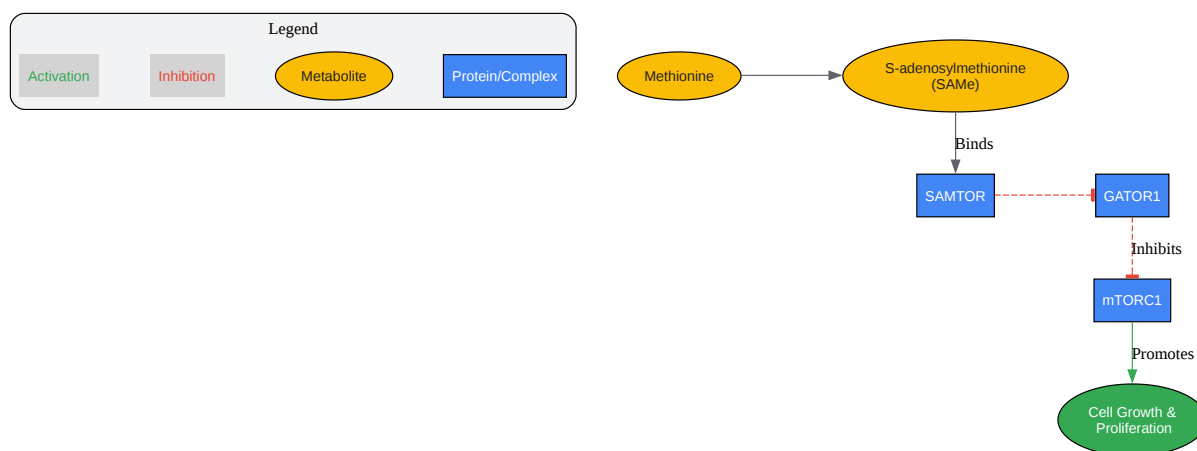 Legend
Activation
Inhibition
Metabolite
Protein/Complex
Methionine
S-adenosylmethionine
(SAMe)
Binds
SAMTOR
GATOR1
Inhibits
mTORC1
Promotes
Cell Growth &
Proliferation